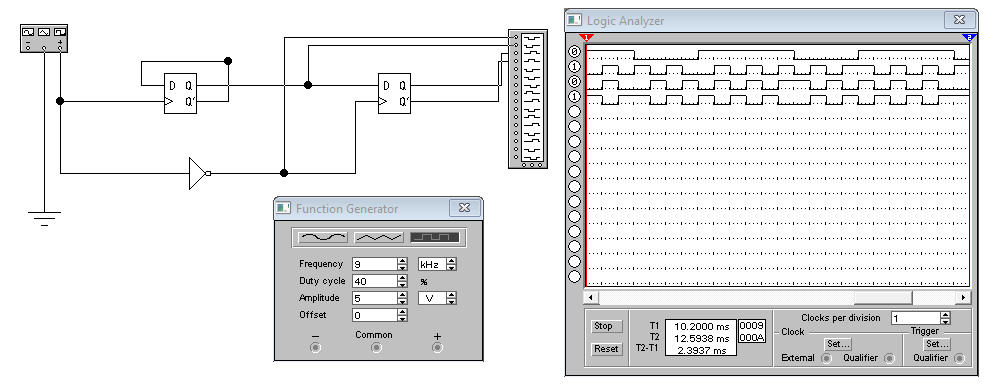 Logic Analyzer
1 2
0
1
0
1
D Q
Q'
D Q
Q'
− +
Function Generator
Frequency 9 kHz
Duty cycle 40 %
Amplitude 5 V
Offset 0
− Common +
Stop
Reset
T1 10.2000 ms 0009
T2 12.5938 ms 000A
T2-T1 2.3937 ms
Clocks per division 1
Clock Trigger
Set... Set...
External Qualifier Qualifier